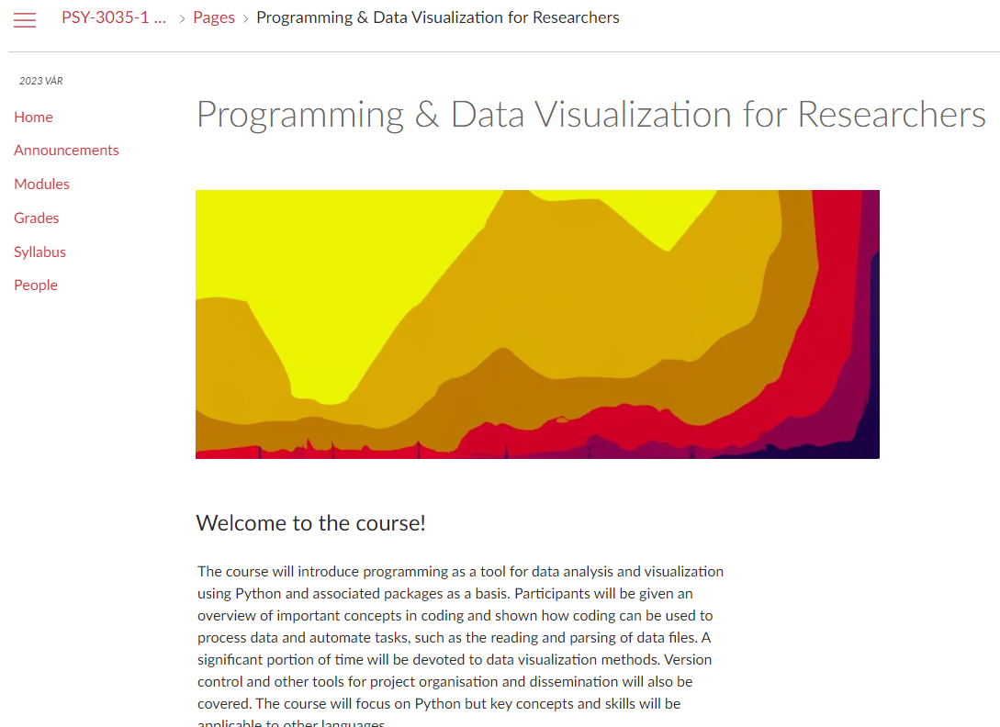 PSY-3035-1 ... > Pages > Programming & Data Visualization for Researchers
2023 VÅR
Home
Announcements
Modules
Grades
Syllabus
People
Programming & Data Visualization for Researchers
Welcome to the course!
The course will introduce programming as a tool for data analysis and visualization
using Python and associated packages as a basis. Participants will be given an
overview of important concepts in coding and shown how coding can be used to
process data and automate tasks, such as the reading and parsing of data files. A
significant portion of time will be devoted to data visualization methods. Version
control and other tools for project organisation and dissemination will also be
covered. The course will focus on Python but key concepts and skills will be
applicable to other languages.